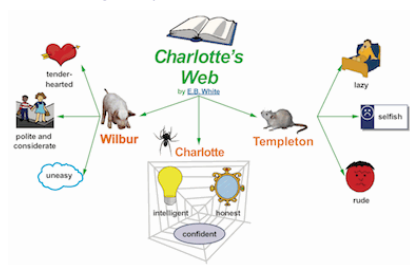 Charlotte's
Web
by E.B. White
tender-
hearted
polite and
considerate
uneasy
Wilbur
Charlotte
intelligent
honest
confident
Templeton
lazy
selfish
rude